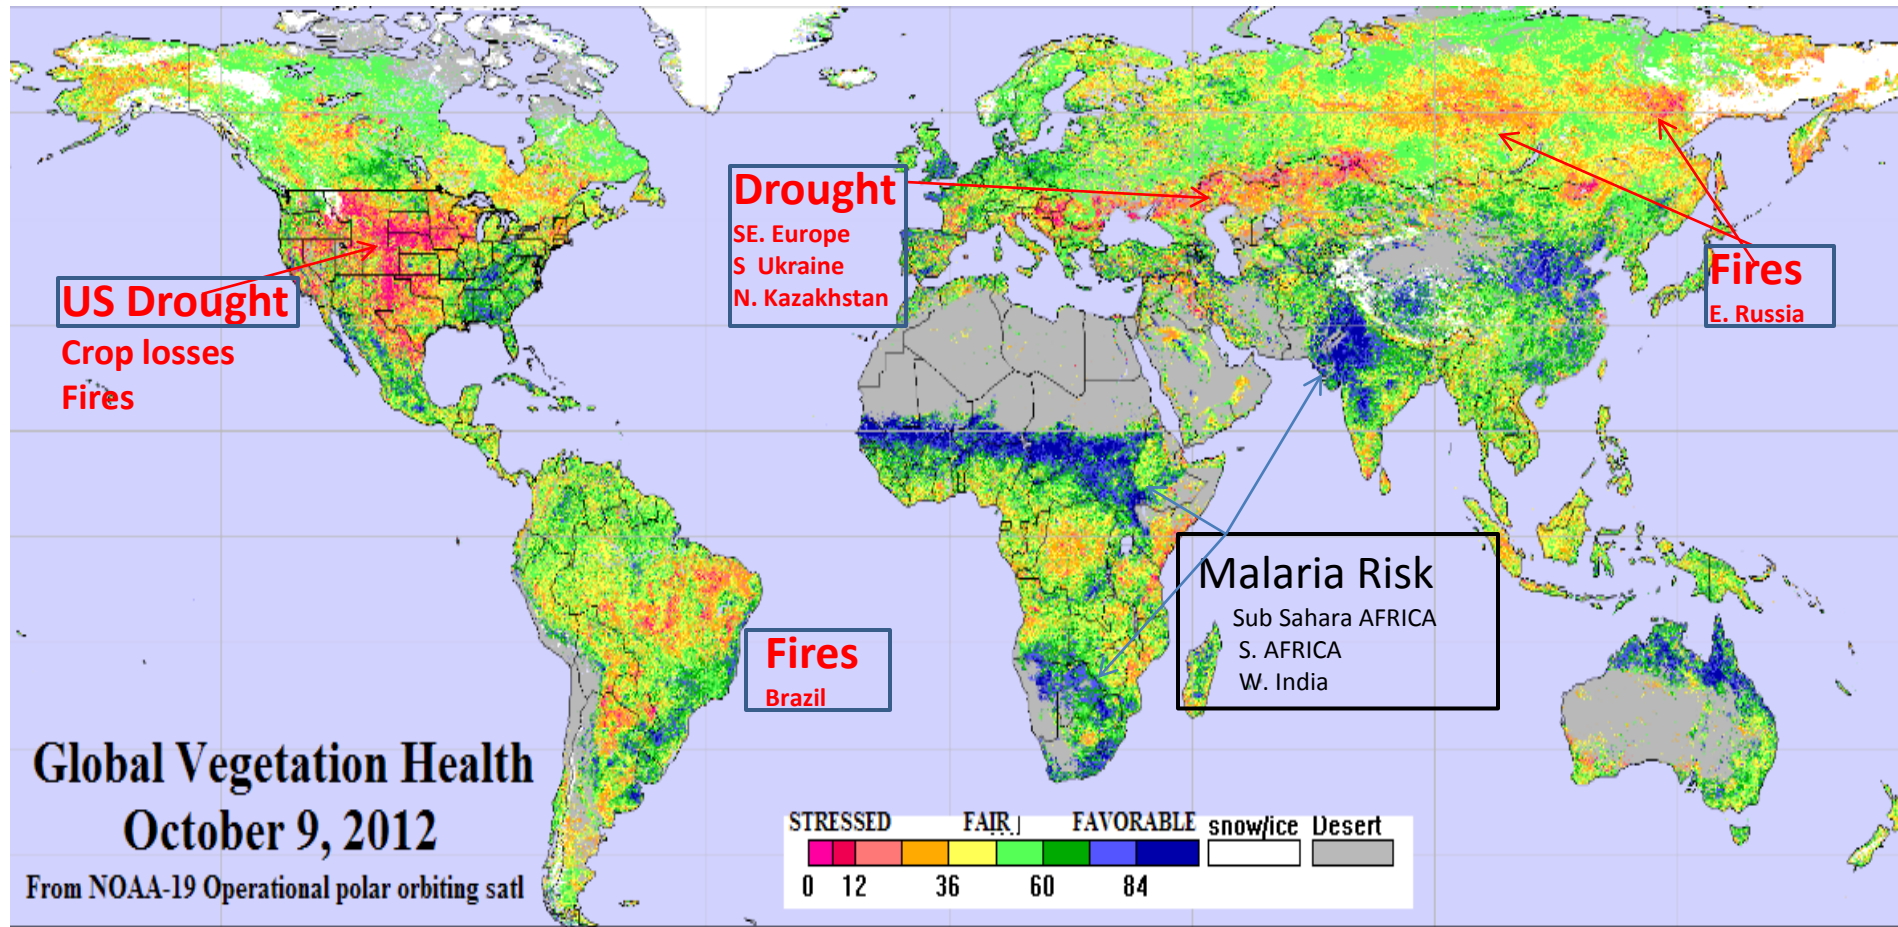 US Drought
Crop losses
Fires
Drought
SE. Europe
S Ukraine
N. Kazakhstan
Fires
E. Russia
Malaria Risk
Sub Sahara AFRICA
S. AFRICA
W. India
Fires
Brazil
Global Vegetation Health
October 9, 2012
From NOAA-19 Operational polar orbiting satl
STRESSED FAIR FAVORABLE snow/ice Desert
0 12 36 60 84